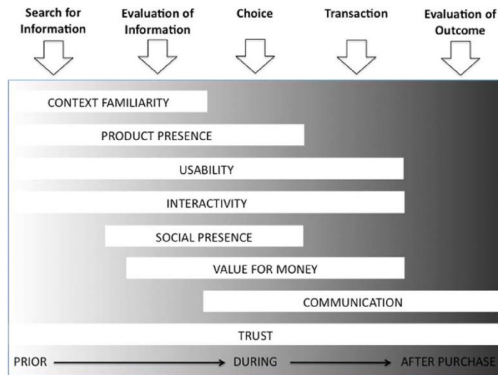 Search for Information
Evaluation of Information
Choice
Transaction
Evaluation of Outcome
CONTEXT FAMILIARITY
PRODUCT PRESENCE
USABILITY
INTERACTIVITY
SOCIAL PRESENCE
VALUE FOR MONEY
COMMUNICATION
TRUST
PRIOR DURING AFTER PURCHASE